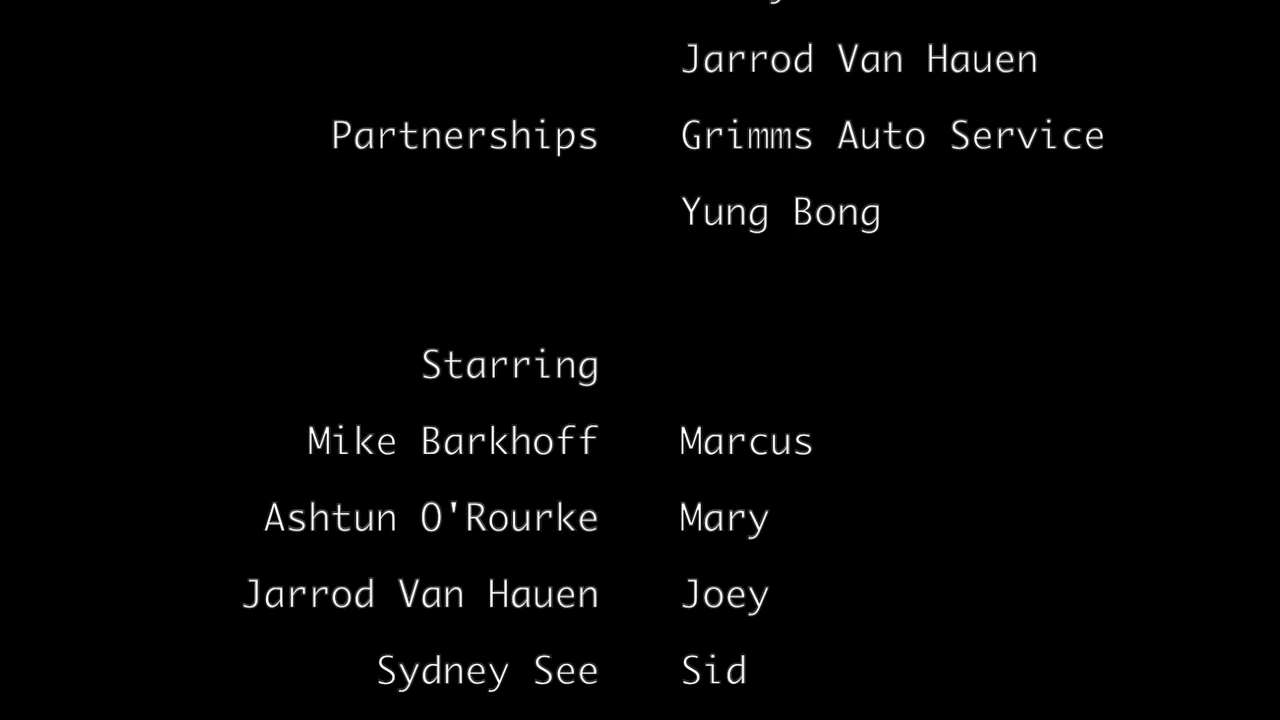 Jarrod Van Hauen
Partnerships Grimms Auto Service
Yung Bong
Starring
Mike Barkhoff Marcus
Ashtun O'Rourke Mary
Jarrod Van Hauen Joey
Sydney See Sid